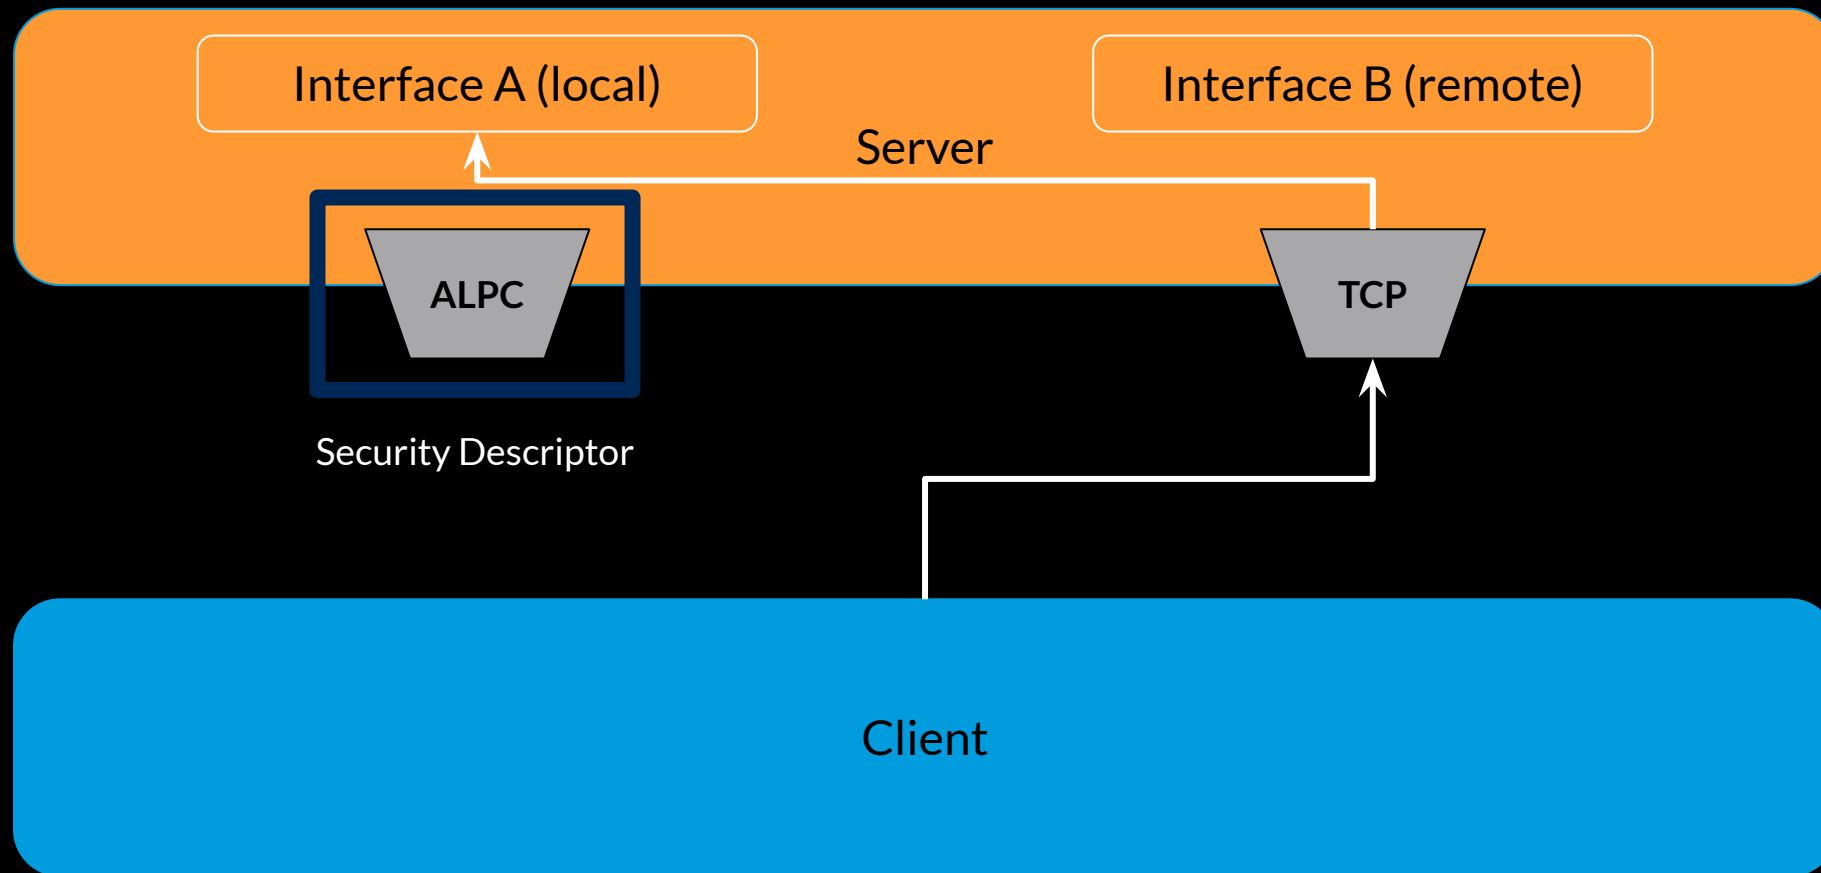 Interface A (local)
Interface B (remote)
Server
ALPC
TCP
Security Descriptor
Client